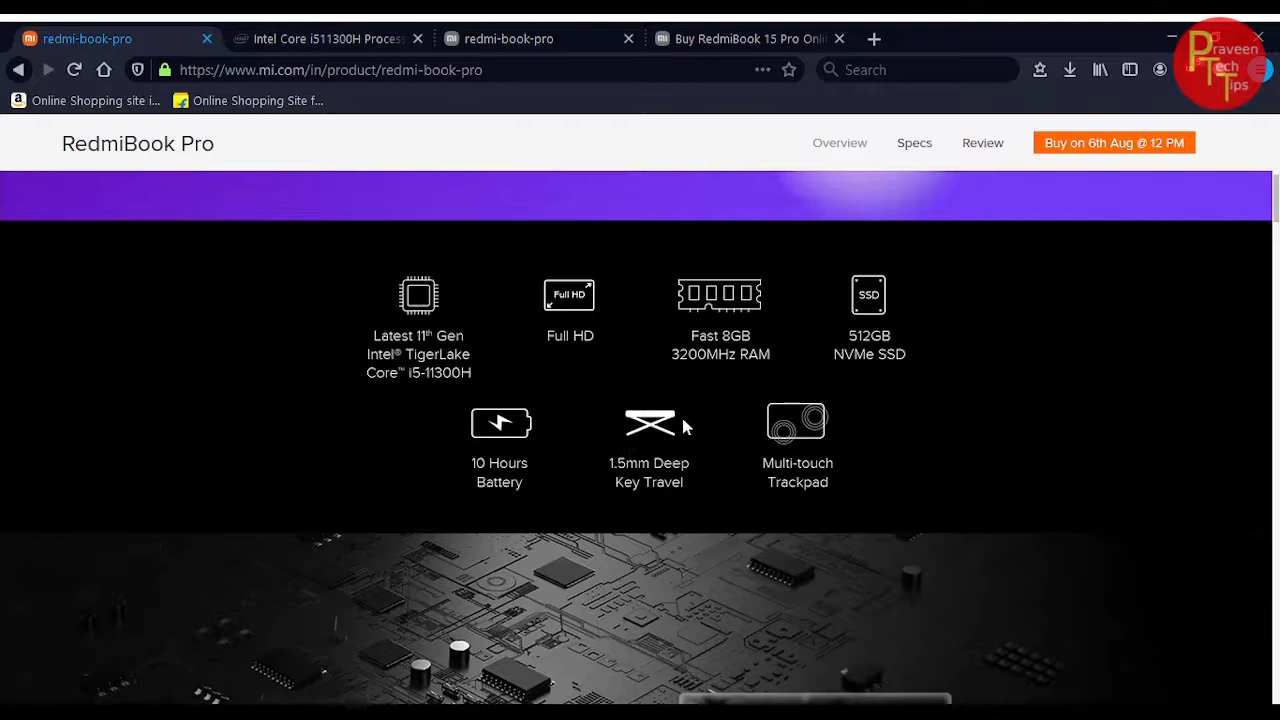 redmi-book-pro
Intel Core i511300H Process
redmi-book-pro
Buy RedmiBook 15 Pro Onli
Praveen
Tech
Tips
https://www.mi.com/in/product/redmi-book-pro
Search
Online Shopping site i...
Online Shopping Site f...
RedmiBook Pro
Overview
Specs
Review
Buy on 6th Aug @ 12 PM
Full HD
SSD
Latest 11th Gen
Intel® TigerLake
Core™ i5-11300H
Full HD
Fast 8GB
3200MHz RAM
512GB
NVMe SSD
10 Hours
Battery
1.5mm Deep
Key Travel
Multi-touch
Trackpad